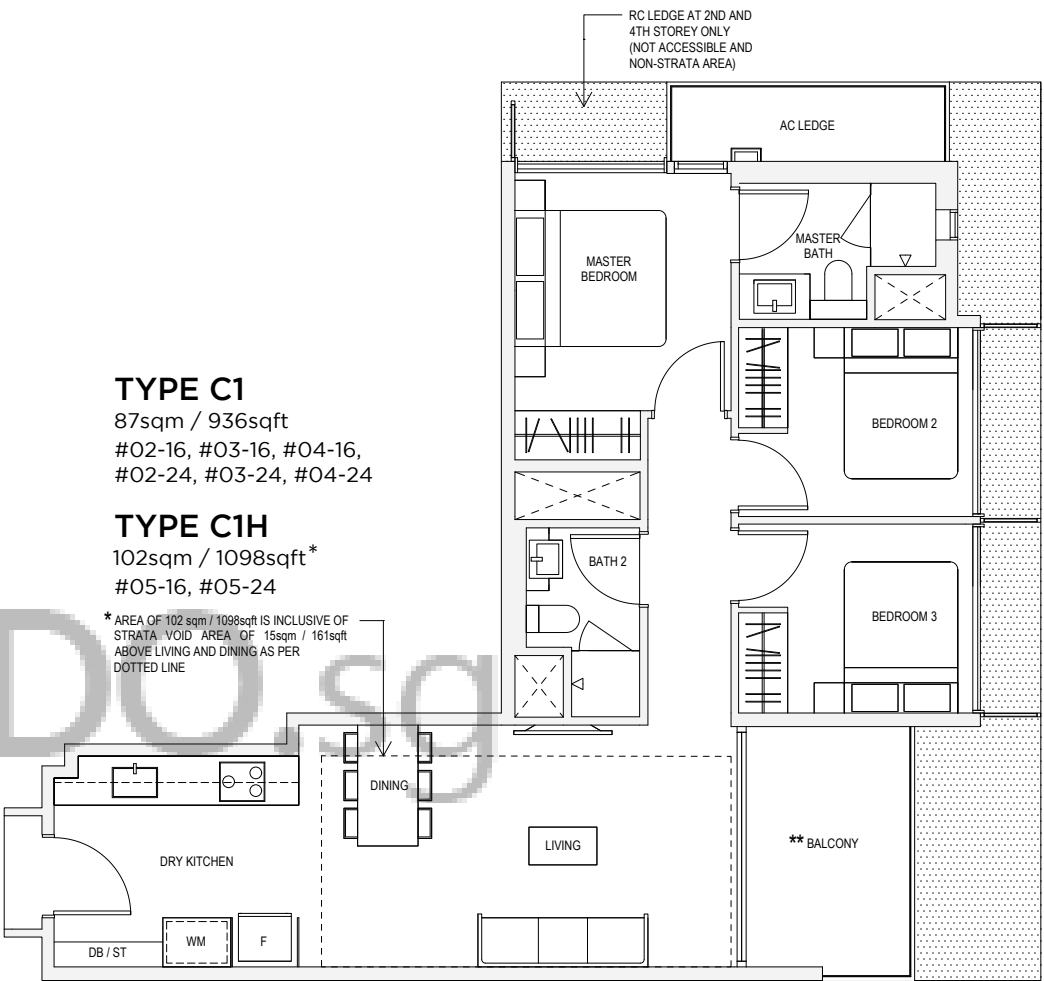 RC LEDGE AT 2ND AND
4TH STOREY ONLY
(NOT ACCESSIBLE AND
NON-STRATA AREA)
AC LEDGE
MASTER
BATH
MASTER
BEDROOM
TYPE C1
87sqm / 936sqft
#02-16, #03-16, #04-16,
#02-24, #03-24, #04-24
BEDROOM 2
TYPE C1H
102sqm / 1098sqft*
#05-16, #05-24
BATH 2
BEDROOM 3
* AREA OF 102 sqm / 1098sqft IS INCLUSIVE OF
STRATA VOID AREA OF 15sqm / 161sqft
ABOVE LIVING AND DINING AS PER
DOTTED LINE
DO.sg
DINING
LIVING
** BALCONY
DRY KITCHEN
WM
F
DB / ST